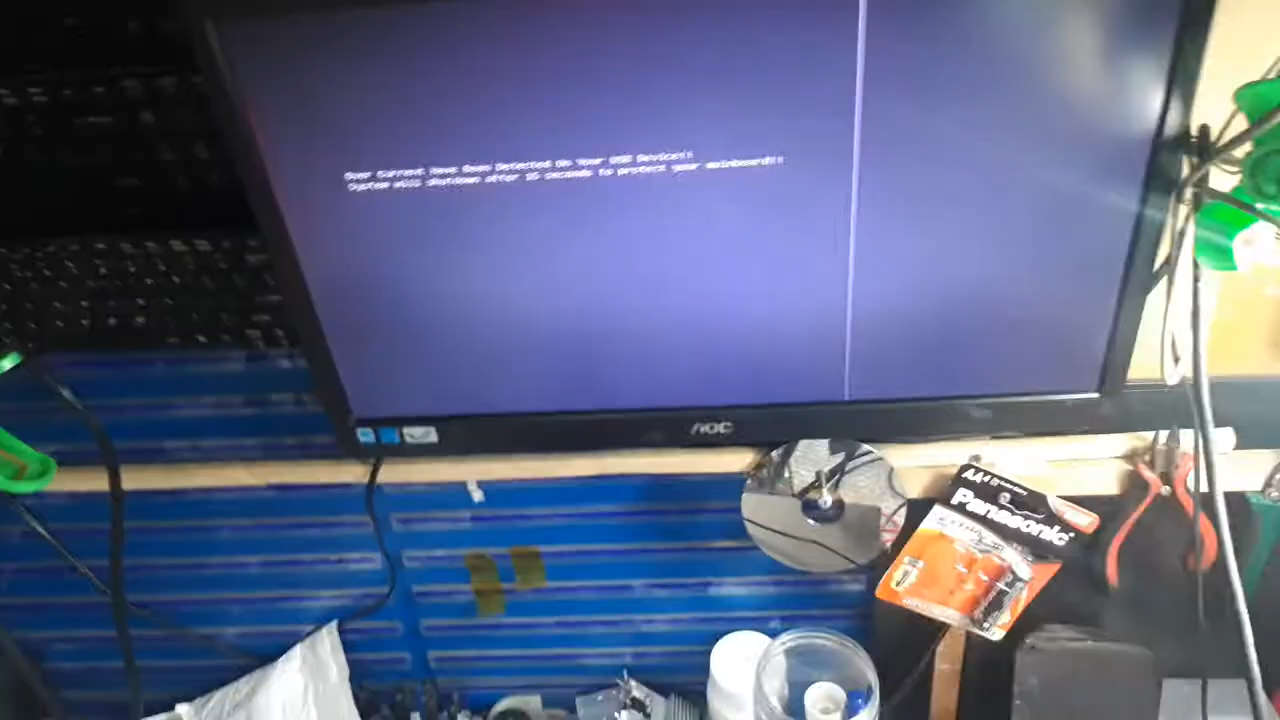 Over Current Have Been Detected On Your USB Device!!
System will shutdown after 15 seconds to protect your mainboard!!!
AOC
AA
Panasonic